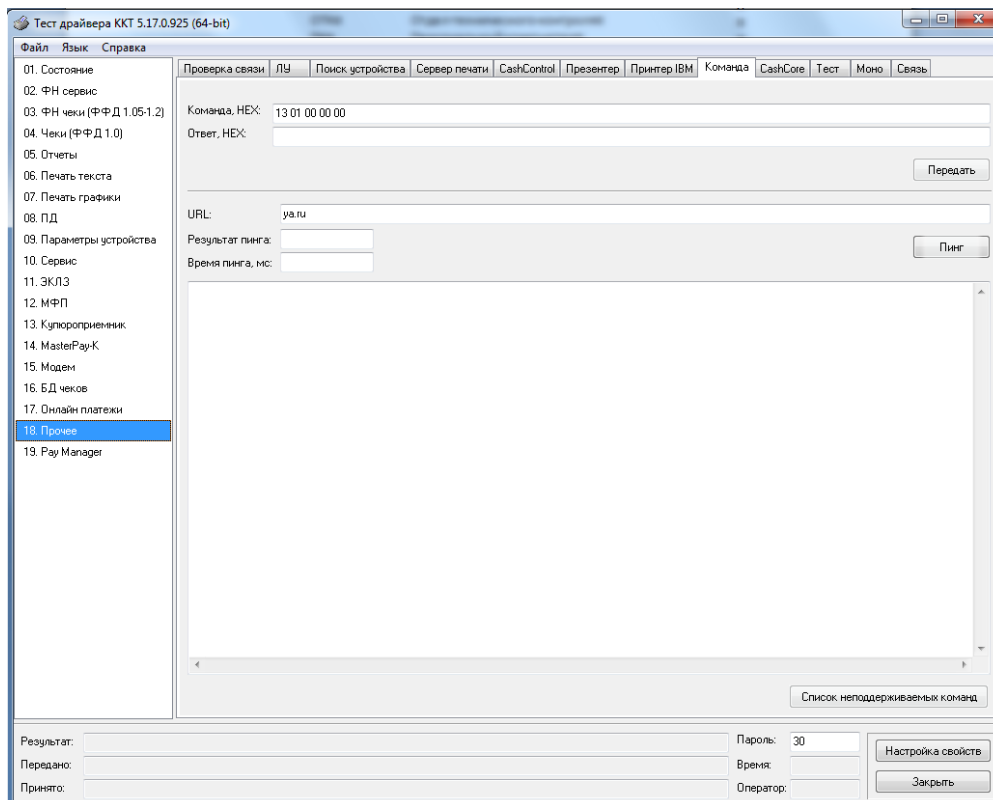 Тест драйвера ККТ 5.17.0.925 (64-bit)
Файл Язык Справка
01. Состояние
02. ФН сервис
03. ФН чеки (ФФД 1.05-1.2)
04. Чеки (ФФД 1.0)
05. Отчеты
06. Печать текста
07. Печать графики
08. ПД
09. Параметры устройства
10. Сервис
11. ЭКЛЗ
12. МФП
13. Купюроприемник
14. MasterPay-K
15. Модем
16. БД чеков
17. Онлайн платежи
18. Прочее
19. Pay Manager
Проверка связи ЛУ Поиск устройства Сервер печати CashControl Презентер Принтер IBM Команда CashCore Тест Моно Связь
Команда, HEX: 13 01 00 00 00
Ответ, HEX:
Передать
URL: ya.ru
Результат пинга:
Пинг
Время пинга, мс:
Список неподдерживаемых команд
Результат:
Передано:
Принято:
Пароль: 30
Время:
Оператор:
Настройка свойств
Закрыть